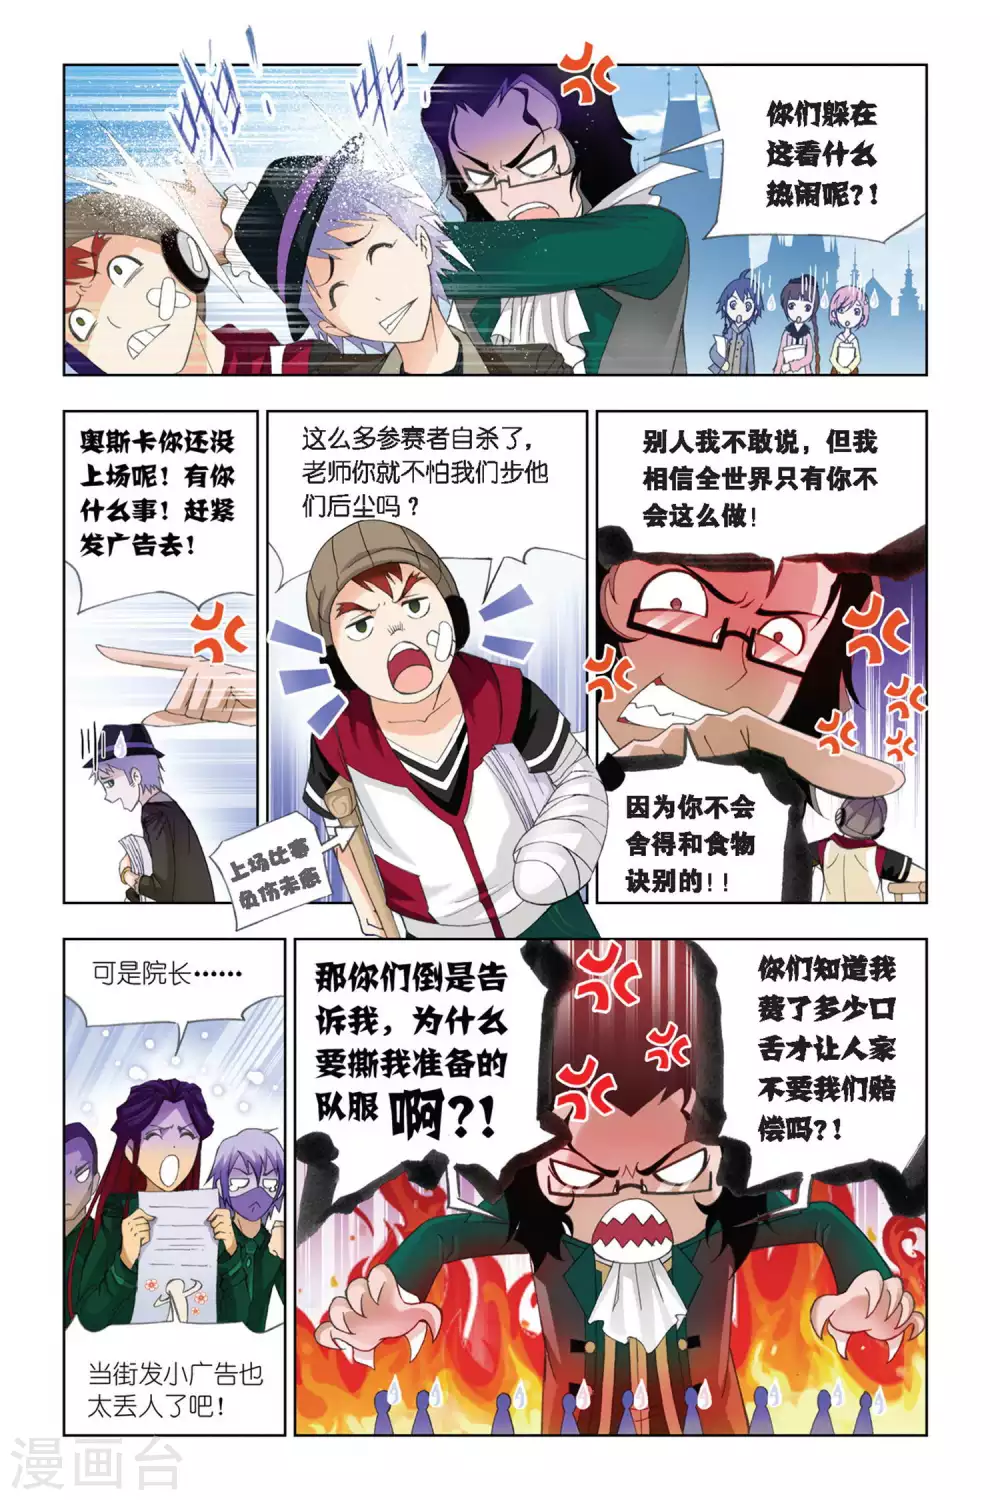 啪！
啪！
你们躲在
这看什么
热闹呢？！
奥斯卡你还没
上场呢！有你
什么事！赶紧
发广告去！
这么多参赛者自杀了，
老师你就不怕我们步他
们后尘吗？
上场比赛
负伤未愈
别人我不敢说，但我
相信全世界只有你不
会这么做！
因为你不会
舍得和食物
诀别的！！
可是院长……
当街发小广告也
太丢人了吧！
那你们倒是告
诉我，为什么
要撕我准备的
队服啊？！
你们知道我
费了多少口
舌才让人家
不要我们赔
偿吗？！
漫画台